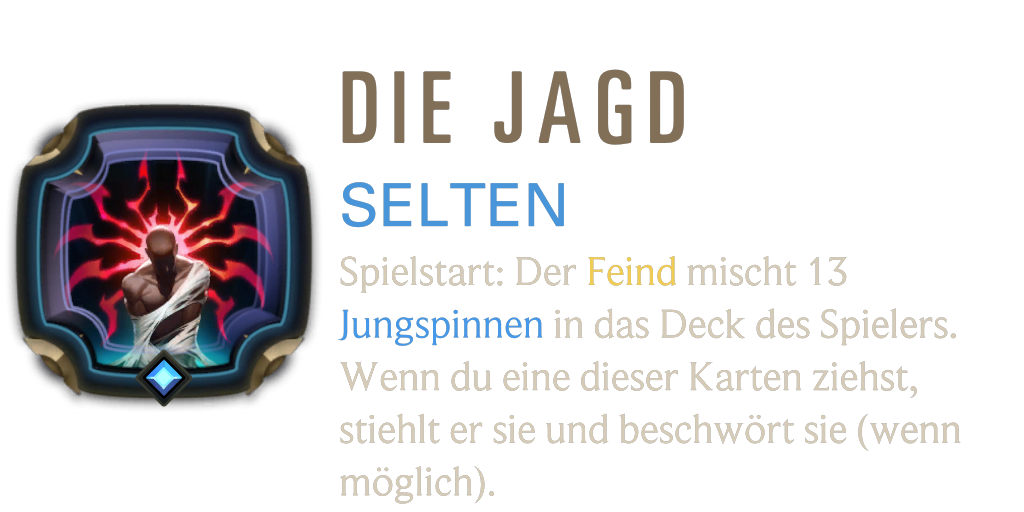 DIE JAGD
SELTEN
Spielstart: Der Feind mischt 13
Jungspinnen in das Deck des Spielers.
Wenn du eine dieser Karten ziehst,
stiehlt er sie und beschwört sie (wenn
möglich).